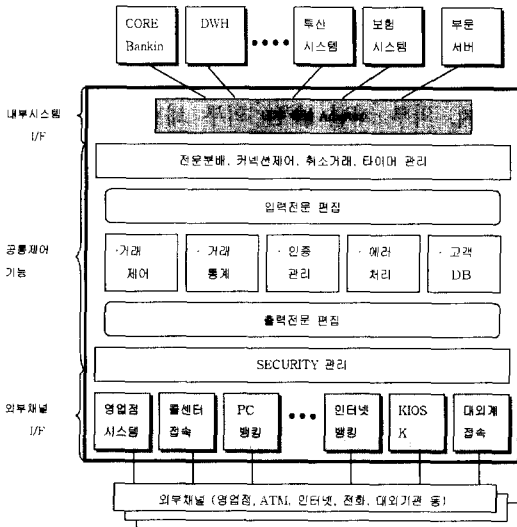 CORE
Bankin
DWH
투산
시스템
보험
시스템
부문
서버
내부시스템
I/F
전문분배, 커넥션제어, 취소거래, 타이머 관리
입력전문 편집
공통제어
기능
· 거래
제어
· 거래
통계
· 인증
관리
· 에러
처리
· 고객
DB
출력전문 편집
SECURITY 관리
외부채널
I/F
영업점
시스템
콜센터
접속
PC
뱅킹
인터넷
뱅킹
KIOS
K
대외계
접속
외부채널 (영업점, ATM, 인터넷, 전화, 대외기관 등)